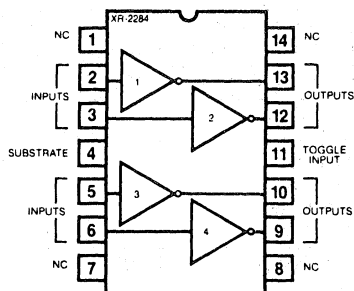 XR-2284
NC 1 14 NC
2 1 13
INPUTS OUTPUTS
3 2 12
SUBSTRATE 4 11 TOGGLE INPUT
5 3 10
INPUTS OUTPUTS
6 4 9
NC 7 8 NC